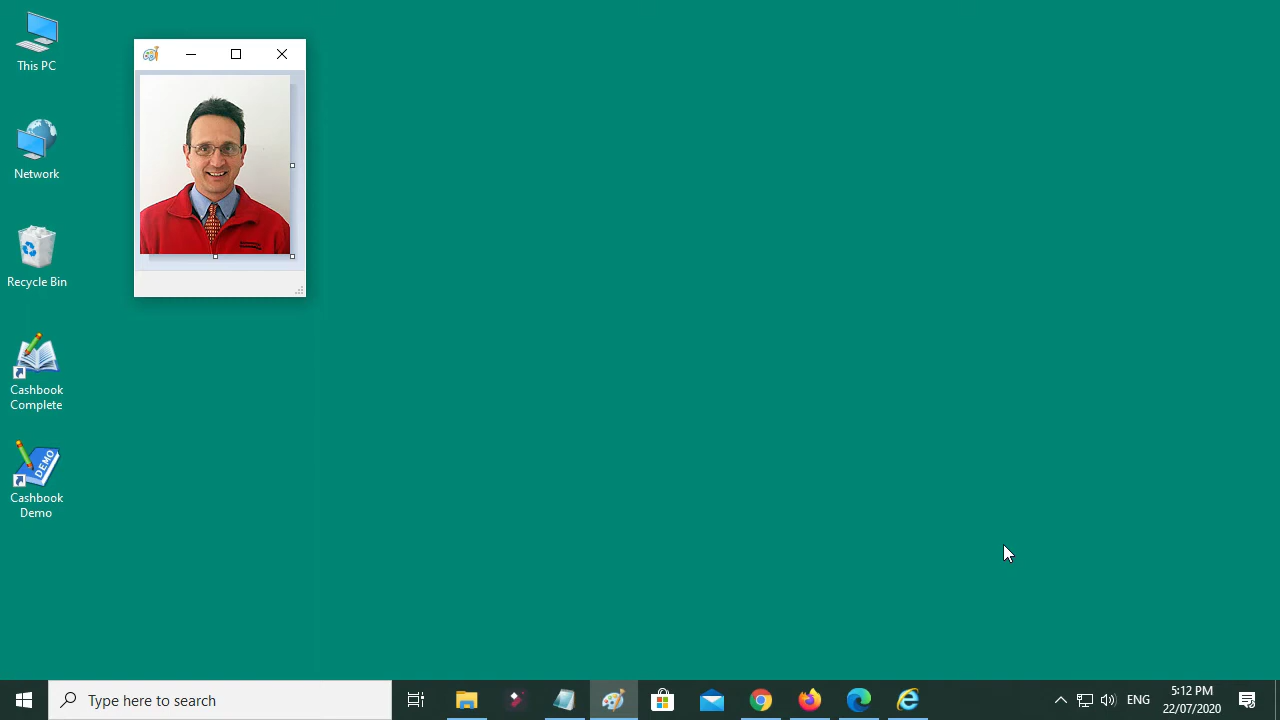 This PC
Network
Recycle Bin
Cashbook
Complete
DEMO
Cashbook
Demo
Type here to search
ENG
5:12 PM
22/07/2020